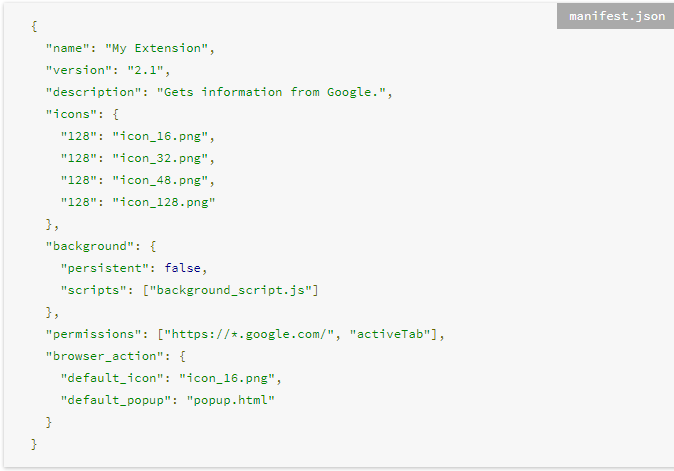 manifest.json
{
"name": "My Extension",
"version": "2.1",
"description": "Gets information from Google.",
"icons": {
"128": "icon_16.png",
"128": "icon_32.png",
"128": "icon_48.png",
"128": "icon_128.png"
},
"background": {
"persistent": false,
"scripts": ["background_script.js"]
},
"permissions": ["https://*.google.com/", "activeTab"],
"browser_action": {
"default_icon": "icon_16.png",
"default_popup": "popup.html"
}
}